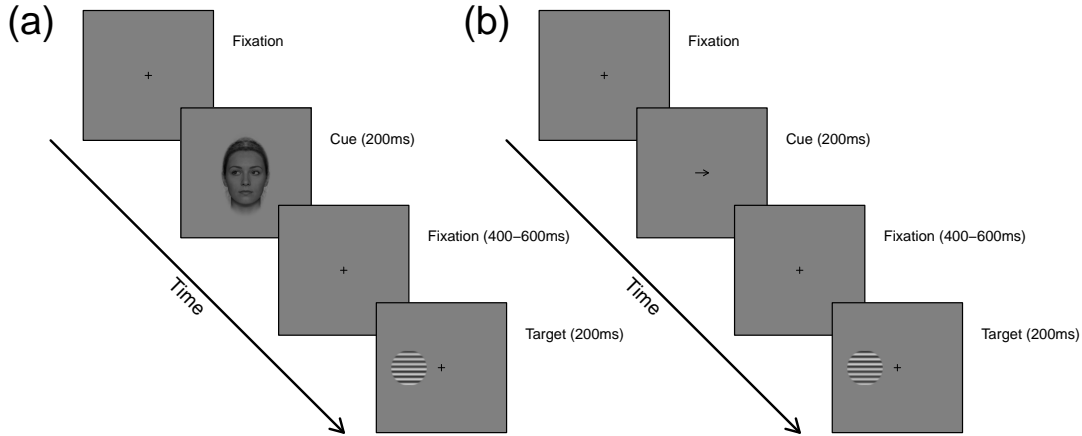 (a)
Fixation
Cue (200ms)
Fixation (400–600ms)
Target (200ms)
Time
(b)
Fixation
Cue (200ms)
Fixation (400–600ms)
Target (200ms)
Time